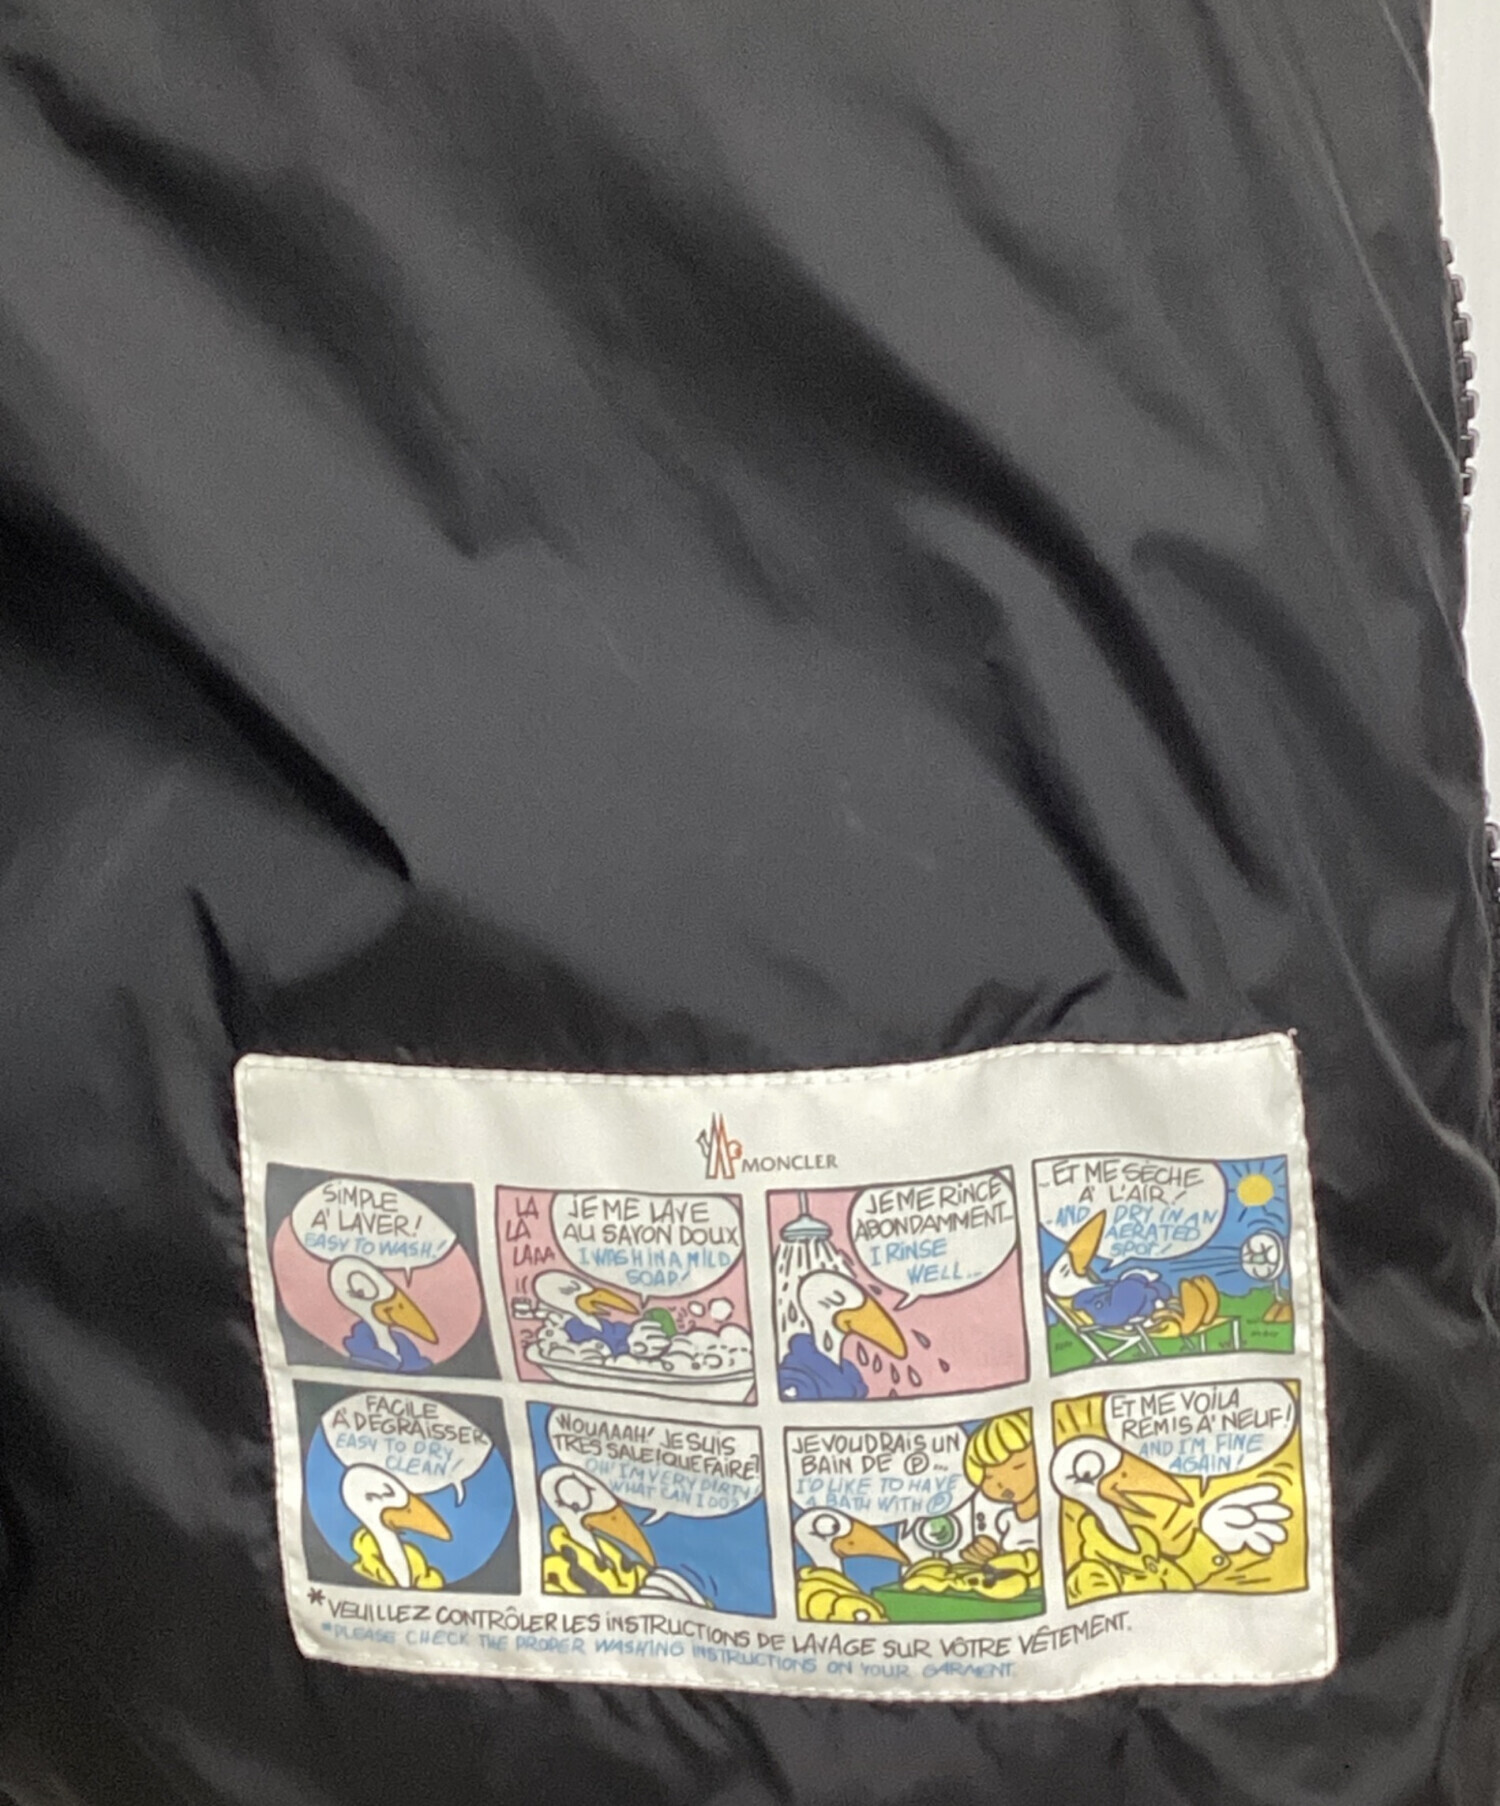 MONCLER
SIMPLE
A' LAVER!
EASY TO WASH!
LA
LA
LAAA
JE ME LAVE
AU SAVON DOUX
I WASH IN A MILD
SOAP!
JE ME RINCE
ABONDAMMENT...
I RINSE
WELL...
...ET ME SÈCHE
A' L'AIR!
...AND DRY IN AN
AERATED
SPOT!
FACILE
A' DEGRAISSER
EASY TO DRY
CLEAN!
WOUAAAH! JE SUIS
TRES SALE! QUE FAIRE?
OH! I'M VERY DIRTY!
WHAT CAN I DO?
JE VOUDRAIS UN
BAIN DE Ⓟ...
I'D LIKE TO HAVE
A BATH WITH Ⓟ
ET ME VOILA
REMIS A' NEUF!
AND I'M FINE
AGAIN!
*VEUILLEZ CONTRÔLER LES INSTRUCTIONS DE LAVAGE SUR VÔTRE VÊTEMENT.
*PLEASE CHECK THE PROPER WASHING INSTRUCTIONS ON YOUR GARMENT.